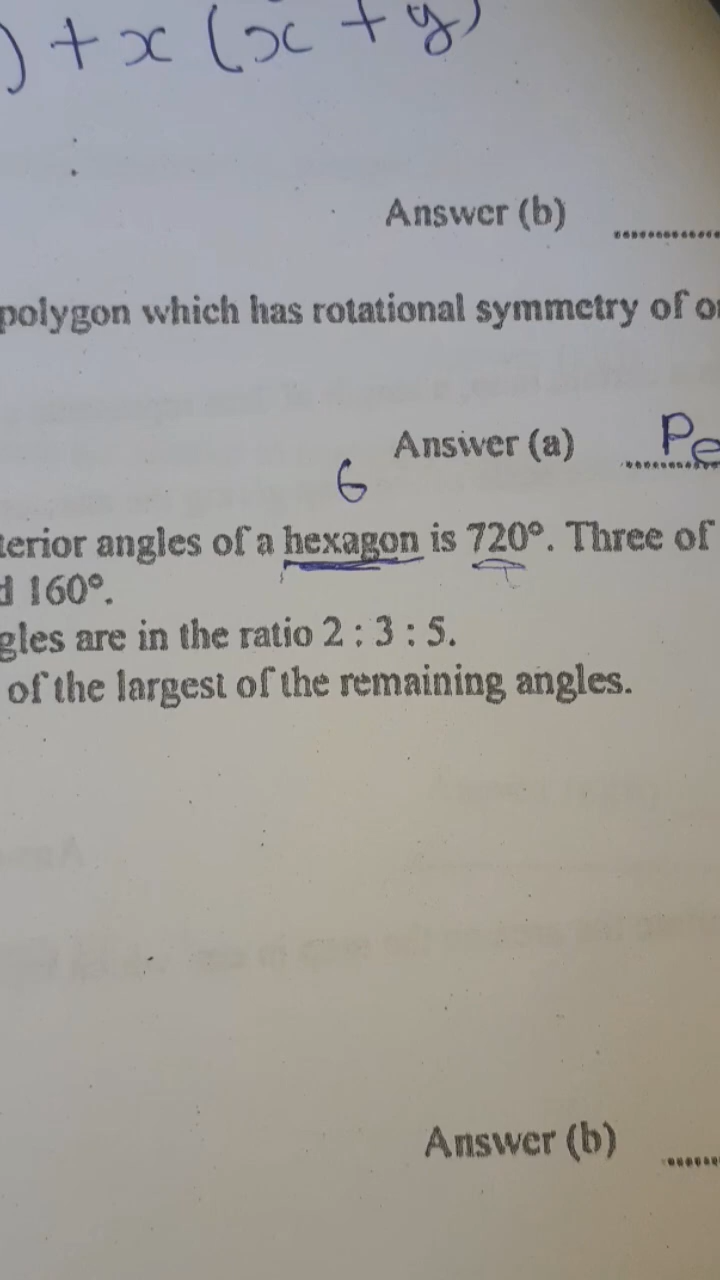 ) + x (x + y)
Answer (b) ..............
polygon which has rotational symmetry of o
Answer (a) Pe
6
terior angles of a hexagon is 720°. Three of
d 160°.
gles are in the ratio 2 : 3 : 5.
of the largest of the remaining angles.
Answer (b) ........